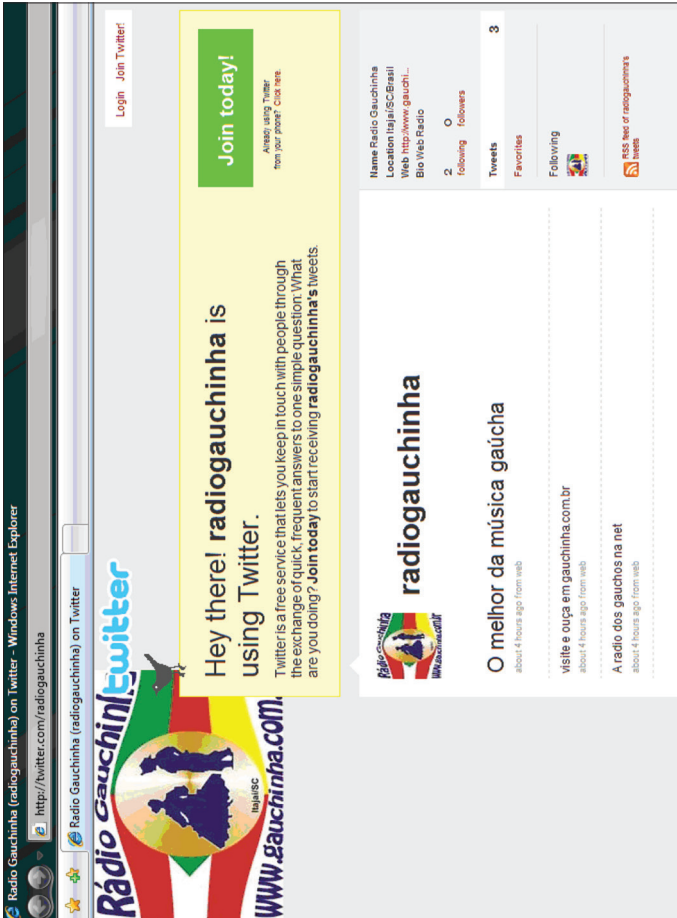 Radio Gauchinha (radiogauchinha) on Twitter - Windows Internet Explorer
http://twitter.com/radiogauchinha
Radio Gauchinha (radiogauchinha) on Twitter
Rádio Gauchin
Itajaí/SC
www.gauchinha.com.
twitter
Login Join Twitter!
Hey there! radiogauchinha is
using Twitter.
Twitter is a free service that lets you keep in touch with people through
the exchange of quick, frequent answers to one simple question: What
are you doing? Join today to start receiving radiogauchinha's tweets.
Join today!
Already using Twitter
from your phone? Click here.
Rádio Gauchinha
www.gauchinha.com.br
radiogauchinha
O melhor da música gaúcha
about 4 hours ago from web
visite e ouça em gauchinha.com.br
about 4 hours ago from web
A radio dos gauchos na net
about 4 hours ago from web
Name Radio Gauchinha
Location Itajaí/SC/Brasil
Web http://www.gauchi...
Bio Web Radio
2 0
following followers
Tweets 3
Favorites
Following
RSS feed of radiogauchinha's
tweets